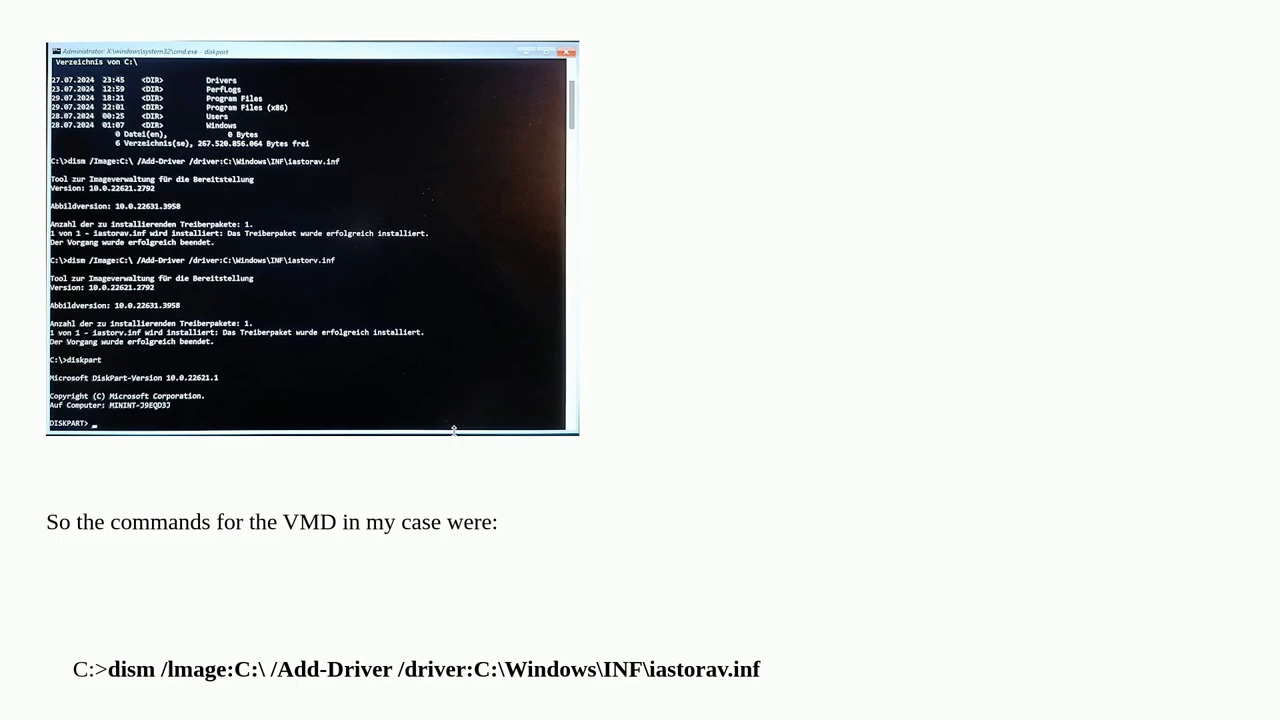 Administrator: X:\windows\system32\cmd.exe - diskpart
Verzeichnis von C:\
27.07.2024 23:45 <DIR> Drivers
23.07.2024 12:59 <DIR> PerfLogs
29.07.2024 18:21 <DIR> Program Files
29.07.2024 22:01 <DIR> Program Files (x86)
28.07.2024 00:25 <DIR> Users
28.07.2024 01:07 <DIR> Windows
0 Datei(en), 0 Bytes
6 Verzeichnis(se), 267.520.856.064 Bytes frei
C:\>dism /Image:C:\ /Add-Driver /driver:C:\Windows\INF\iastorav.inf
Tool zur Imageverwaltung für die Bereitstellung
Version: 10.0.22621.2792
Abbildversion: 10.0.22631.3958
Anzahl der zu installierenden Treiberpakete: 1.
1 von 1 - iastorav.inf wird installiert: Das Treiberpaket wurde erfolgreich installiert.
Der Vorgang wurde erfolgreich beendet.
C:\>dism /Image:C:\ /Add-Driver /driver:C:\Windows\INF\iastorv.inf
Tool zur Imageverwaltung für die Bereitstellung
Version: 10.0.22621.2792
Abbildversion: 10.0.22631.3958
Anzahl der zu installierenden Treiberpakete: 1.
1 von 1 - iastorv.inf wird installiert: Das Treiberpaket wurde erfolgreich installiert.
Der Vorgang wurde erfolgreich beendet.
C:\>diskpart
Microsoft DiskPart-Version 10.0.22621.1
Copyright (C) Microsoft Corporation.
Auf Computer: MININT-J9EQD3J
DISKPART>
So the commands for the VMD in my case were:
C:>dism /lmage:C:\ /Add-Driver /driver:C:\Windows\INF\iastorav.inf